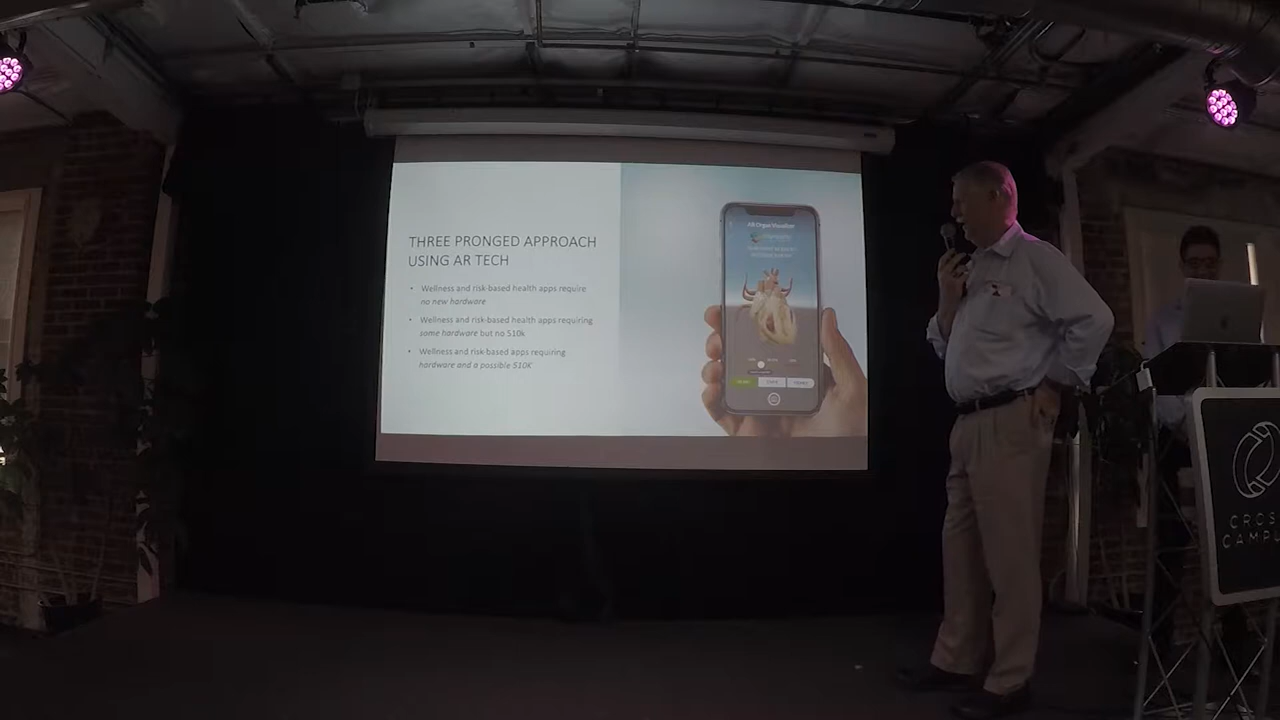 THREE PRONGED APPROACH
USING AR TECH
• Wellness and risk-based health apps require
no new hardware
• Wellness and risk-based health apps requiring
some hardware but no 510k
• Wellness and risk-based apps requiring
hardware and a possible 510K
AR Organ Visualizer
CROS
CAMPU